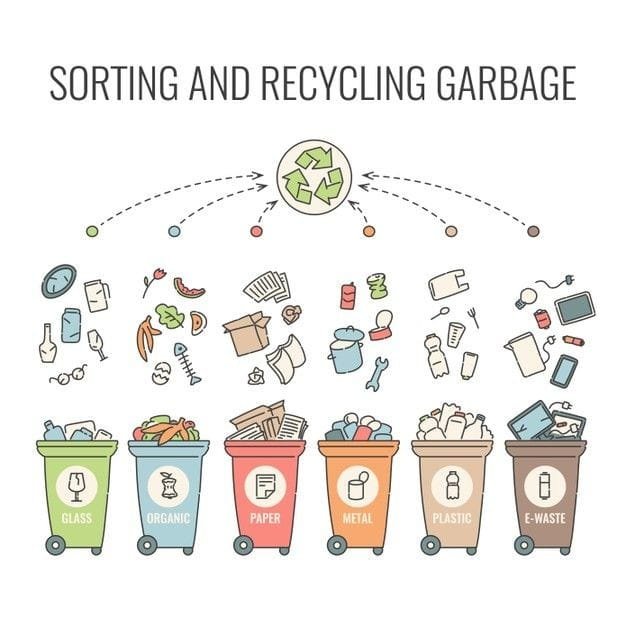 SORTING AND RECYCLING GARBAGE
GLASS
ORGANIC
PAPER
METAL
PLASTIC
E-WASTE